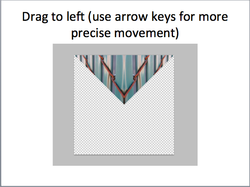 Drag to left (use arrow keys for more
precise movement)